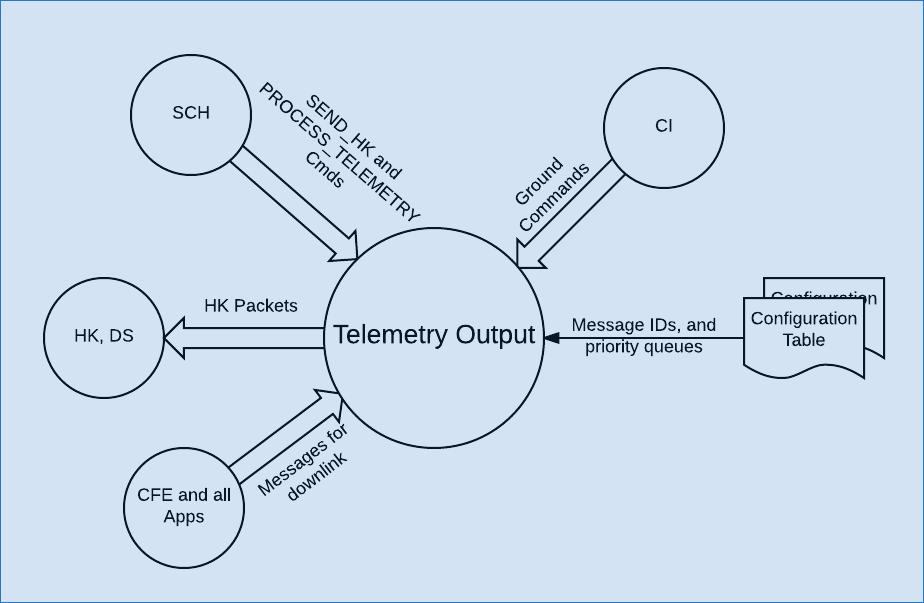 SCH
SEND_HK and
PROCESS_TELEMETRY
Cmds
CI
Ground
Commands
HK, DS
HK Packets
Telemetry Output
Message IDs, and
priority queues
Configuration
Configuration
Table
Messages for
downlink
CFE and all
Apps